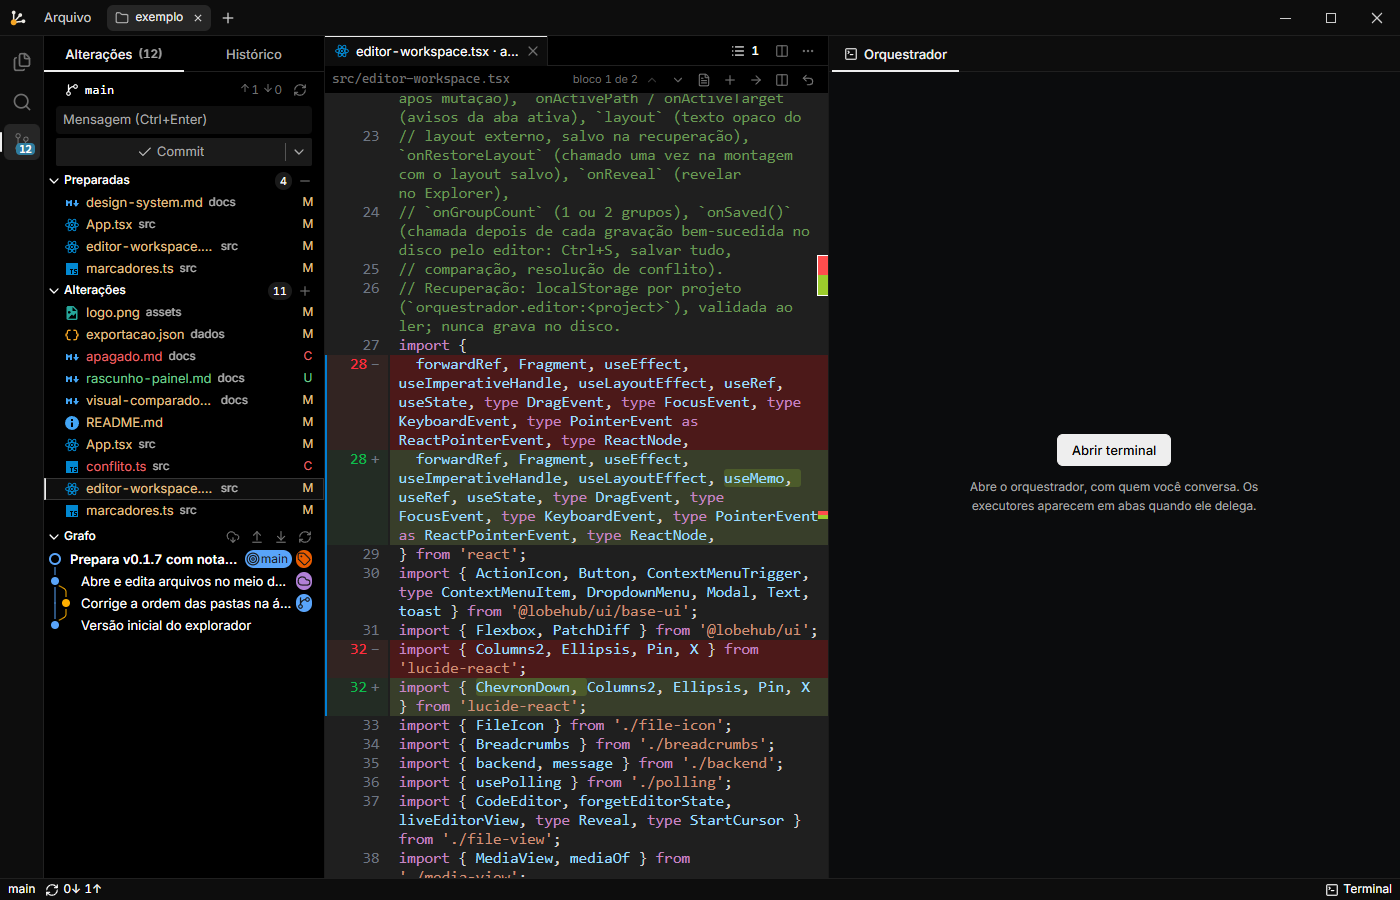 Arquivo
exemplo
Alterações (12)
Histórico
main
↑1 ↓0
Mensagem (Ctrl+Enter)
Commit
12
Preparadas
4
design-system.md docs M
App.tsx src M
editor-workspace.... src M
marcadores.ts src M
Alterações
11
logo.png assets M
exportacao.json dados M
apagado.md docs C
rascunho-painel.md docs U
visual-comparado... docs M
README.md M
App.tsx src M
conflito.ts src C
editor-workspace.... src M
marcadores.ts src M
Grafo
Prepara v0.1.7 com nota... main
Abre e edita arquivos no meio d...
Corrige a ordem das pastas na á...
Versão inicial do explorador
editor-workspace.tsx · a...
1
src/editor-workspace.tsx
bloco 1 de 2
apos mutação), `onActivePath / onActiveTarget
(avisos da aba ativa), `layout` (texto opaco do
23 // layout externo, salvo na recuperação),
`onRestoreLayout` (chamado uma vez na montagem
com o layout salvo), `onReveal` (revelar
no Explorer),
24 // `onGroupCount` (1 ou 2 grupos), `onSaved()`
(chamada depois de cada gravação bem-sucedida no
disco pelo editor: Ctrl+S, salvar tudo,
25 // comparação, resolução de conflito).
26 // Recuperação: localStorage por projeto
(`orquestrador.editor:<project>`), validada ao
ler; nunca grava no disco.
27 import {
28 − forwardRef, Fragment, useEffect,
useImperativeHandle, useLayoutEffect, useRef,
useState, type DragEvent, type FocusEvent, type
KeyboardEvent, type PointerEvent as
ReactPointerEvent, type ReactNode,
28 + forwardRef, Fragment, useEffect,
useImperativeHandle, useLayoutEffect, useMemo,
useRef, useState, type DragEvent, type
FocusEvent, type KeyboardEvent, type PointerEvent
as ReactPointerEvent, type ReactNode,
29 } from 'react';
30 import { ActionIcon, Button, ContextMenuTrigger,
type ContextMenuItem, DropdownMenu, Modal, Text,
toast } from '@lobehub/ui/base-ui';
31 import { Flexbox, PatchDiff } from '@lobehub/ui';
32 − import { Columns2, Ellipsis, Pin, X } from
'lucide-react';
32 + import { ChevronDown, Columns2, Ellipsis, Pin, X
} from 'lucide-react';
33 import { FileIcon } from './file-icon';
34 import { Breadcrumbs } from './breadcrumbs';
35 import { backend, message } from './backend';
36 import { usePolling } from './polling';
37 import { CodeEditor, forgetEditorState,
liveEditorView, type Reveal, type StartCursor }
from './file-view';
38 import { MediaView, mediaOf } from
'./media-view';
Orquestrador
Abrir terminal
Abre o orquestrador, com quem você conversa. Os
executores aparecem em abas quando ele delega.
main 0↓ 1↑
Terminal